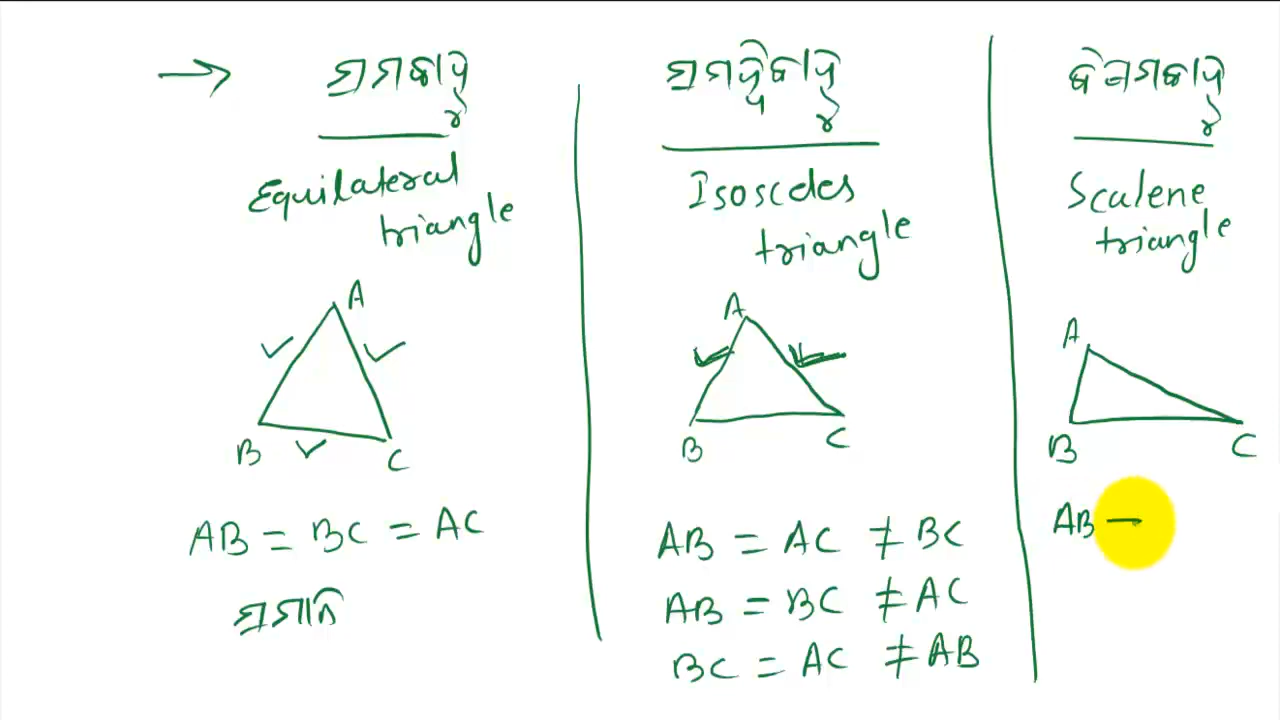 → ସମବାହୁ
Equilateral
triangle
A
B
C
AB = BC = AC
ସମଦ୍ୱିବାହୁ
Isosceles
triangle
A
B
C
AB = AC ≠ BC
AB = BC ≠ AC
BC = AC ≠ AB
ବିଷମବାହୁ
Scalene
triangle
A
B
C
AB —